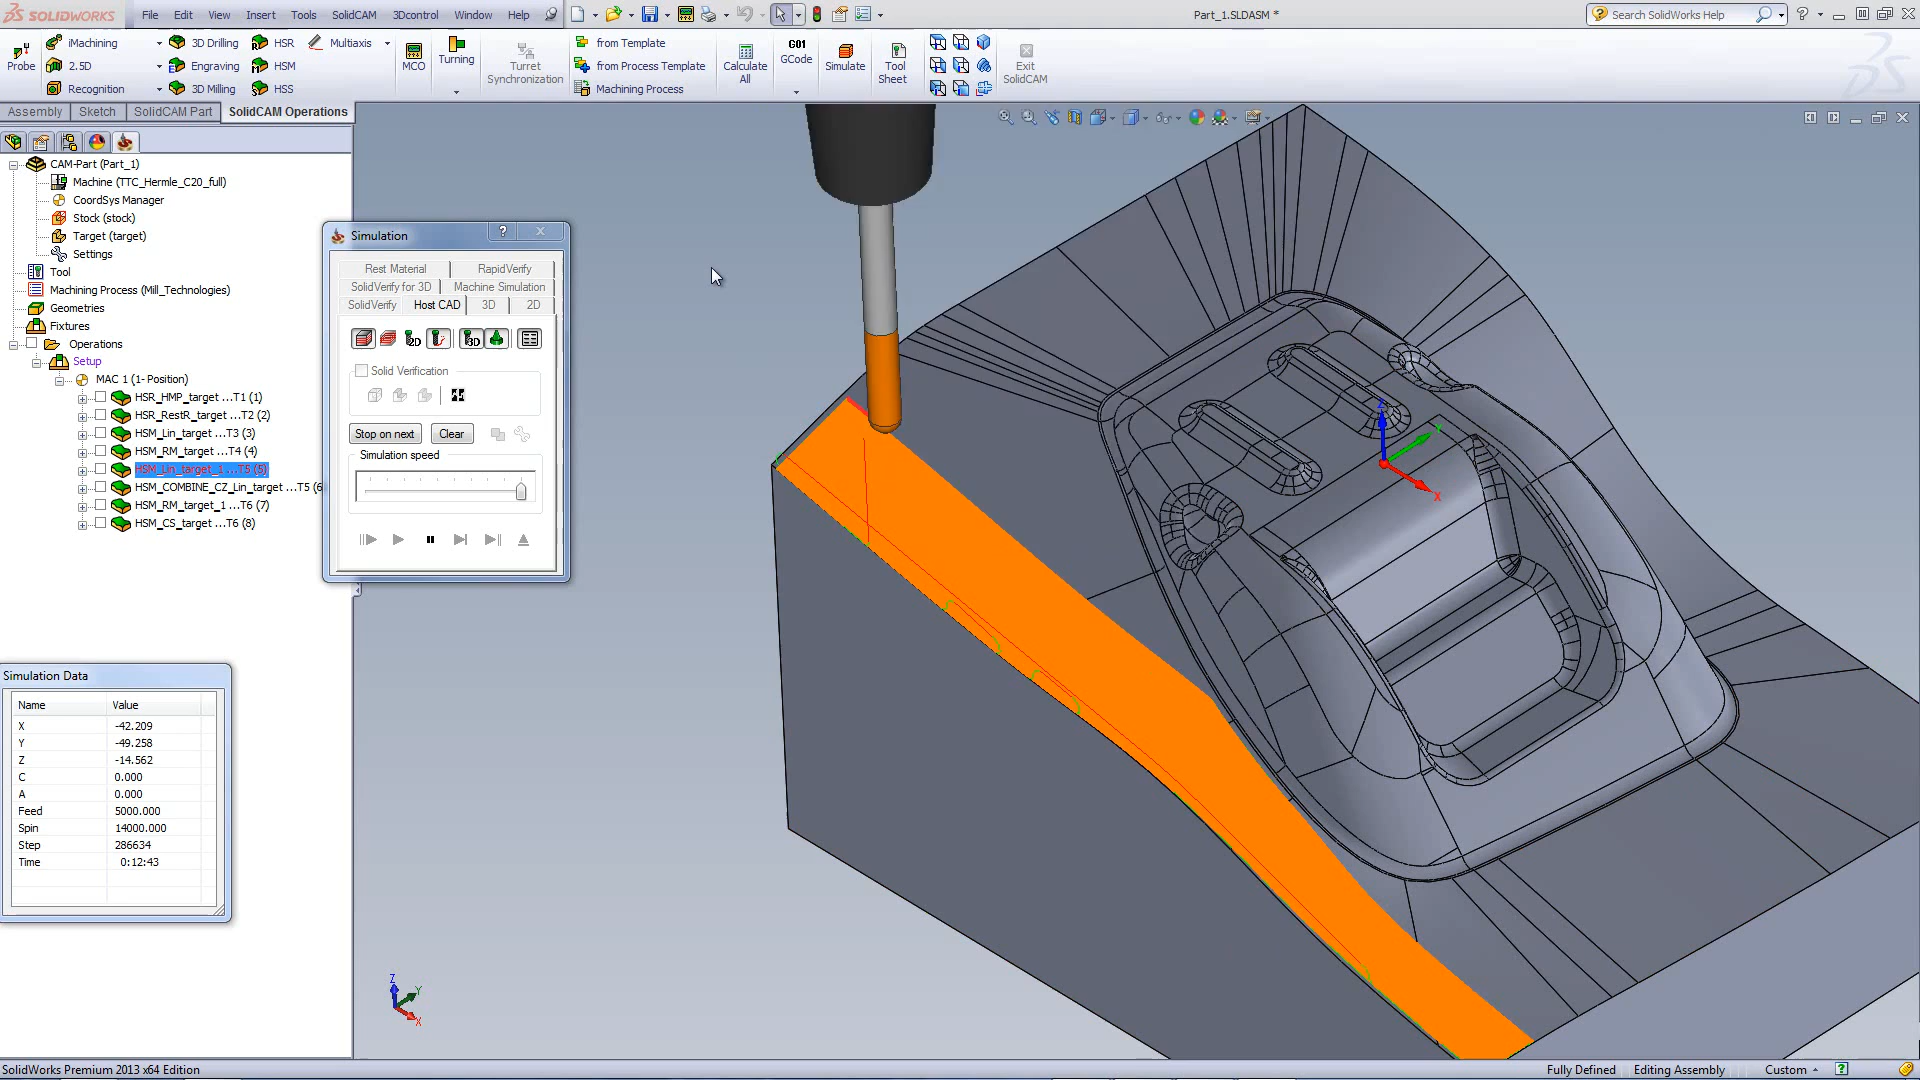 SOLIDWORKS File Edit View Insert Tools SolidCAM 3Dcontrol Window Help Part_1.SLDASM * Search SolidWorks Help
Probe
iMachining
2.5D
Recognition
3D Drilling
Engraving
3D Milling
HSR
HSM
HSS
Multiaxis
MCO
Turning
Turret
Synchronization
from Template
from Process Template
Machining Process
Calculate
All
G01
GCode
Simulate
Tool
Sheet
Exit
SolidCAM
Assembly Sketch SolidCAM Part SolidCAM Operations
CAM-Part (Part_1)
Machine (TTC_Hermle_C20_full)
CoordSys Manager
Stock (stock)
Target (target)
Settings
Tool
Machining Process (Mill_Technologies)
Geometries
Fixtures
Operations
Setup
MAC 1 (1- Position)
HSR_HMP_target ...T1 (1)
HSR_RestR_target ...T2 (2)
HSM_Lin_target ...T3 (3)
HSM_RM_target ...T4 (4)
HSM_Lin_target_1 ...T5 (5)
HSM_COMBINE_CZ_Lin_target ...T5 (6
HSM_RM_target_1 ...T6 (7)
HSM_CS_target ...T6 (8)
Simulation
Rest Material RapidVerify
SolidVerify for 3D Machine Simulation
SolidVerify Host CAD 3D 2D
2D 3D
Solid Verification
Stop on next Clear
Simulation speed
Simulation Data
Name Value
X -42.209
Y -49.258
Z -14.562
C 0.000
A 0.000
Feed 5000.000
Spin 14000.000
Step 286634
Time 0:12:43
Z
Y
X
Z
Y
X
SolidWorks Premium 2013 x64 Edition Fully Defined Editing Assembly Custom